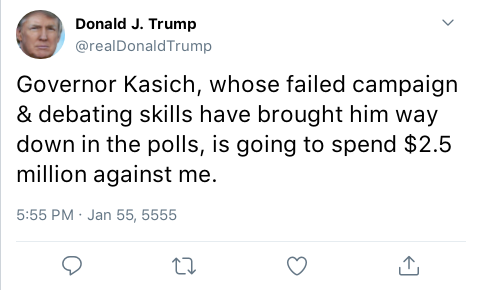 Donald J. Trump
@realDonaldTrump
Governor Kasich, whose failed campaign
& debating skills have brought him way
down in the polls, is going to spend $2.5
million against me.
5:55 PM · Jan 55, 5555